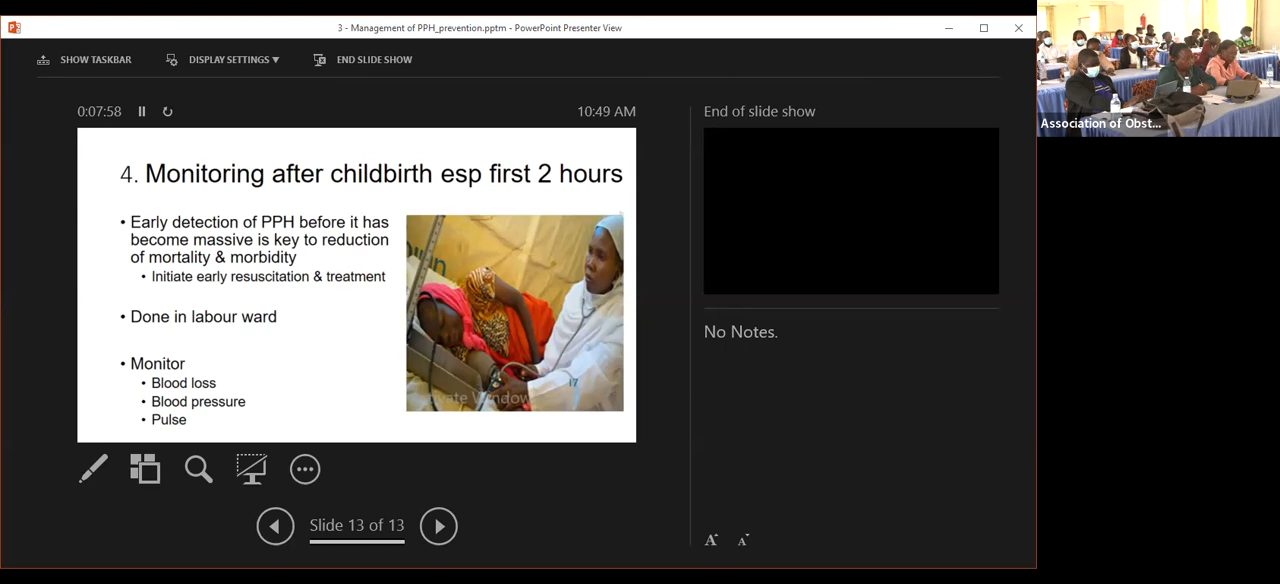 3 - Management of PPH_prevention.pptm - PowerPoint Presenter View
SHOW TASKBAR
DISPLAY SETTINGS ▼
END SLIDE SHOW
0:07:58
10:49 AM
4. Monitoring after childbirth esp first 2 hours
• Early detection of PPH before it has
become massive is key to reduction
of mortality & morbidity
• Initiate early resuscitation & treatment
• Done in labour ward
• Monitor
• Blood loss
• Blood pressure
• Pulse
17
Slide 13 of 13
End of slide show
No Notes.
A A
Association of Obst...